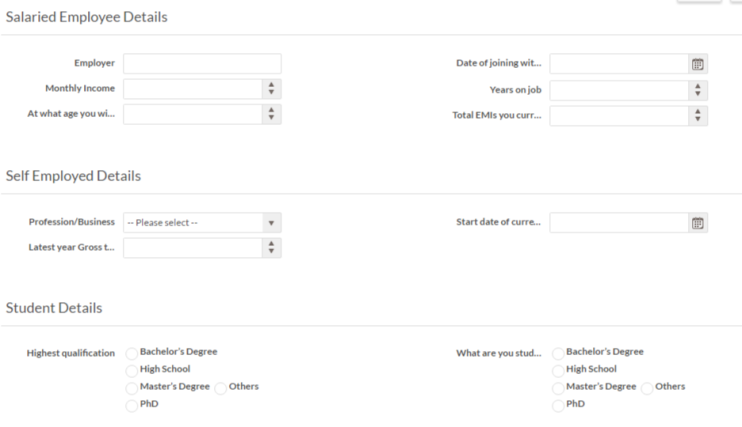 Salaried Employee Details
Employer
Date of joining wit...
Monthly Income
Years on job
At what age you wi...
Total EMIs you curr...
Self Employed Details
Profession/Business
-- Please select --
Start date of curre...
Latest year Gross t...
Student Details
Highest qualification
Bachelor's Degree
High School
Master's Degree Others
PhD
What are you stud...
Bachelor's Degree
High School
Master's Degree Others
PhD